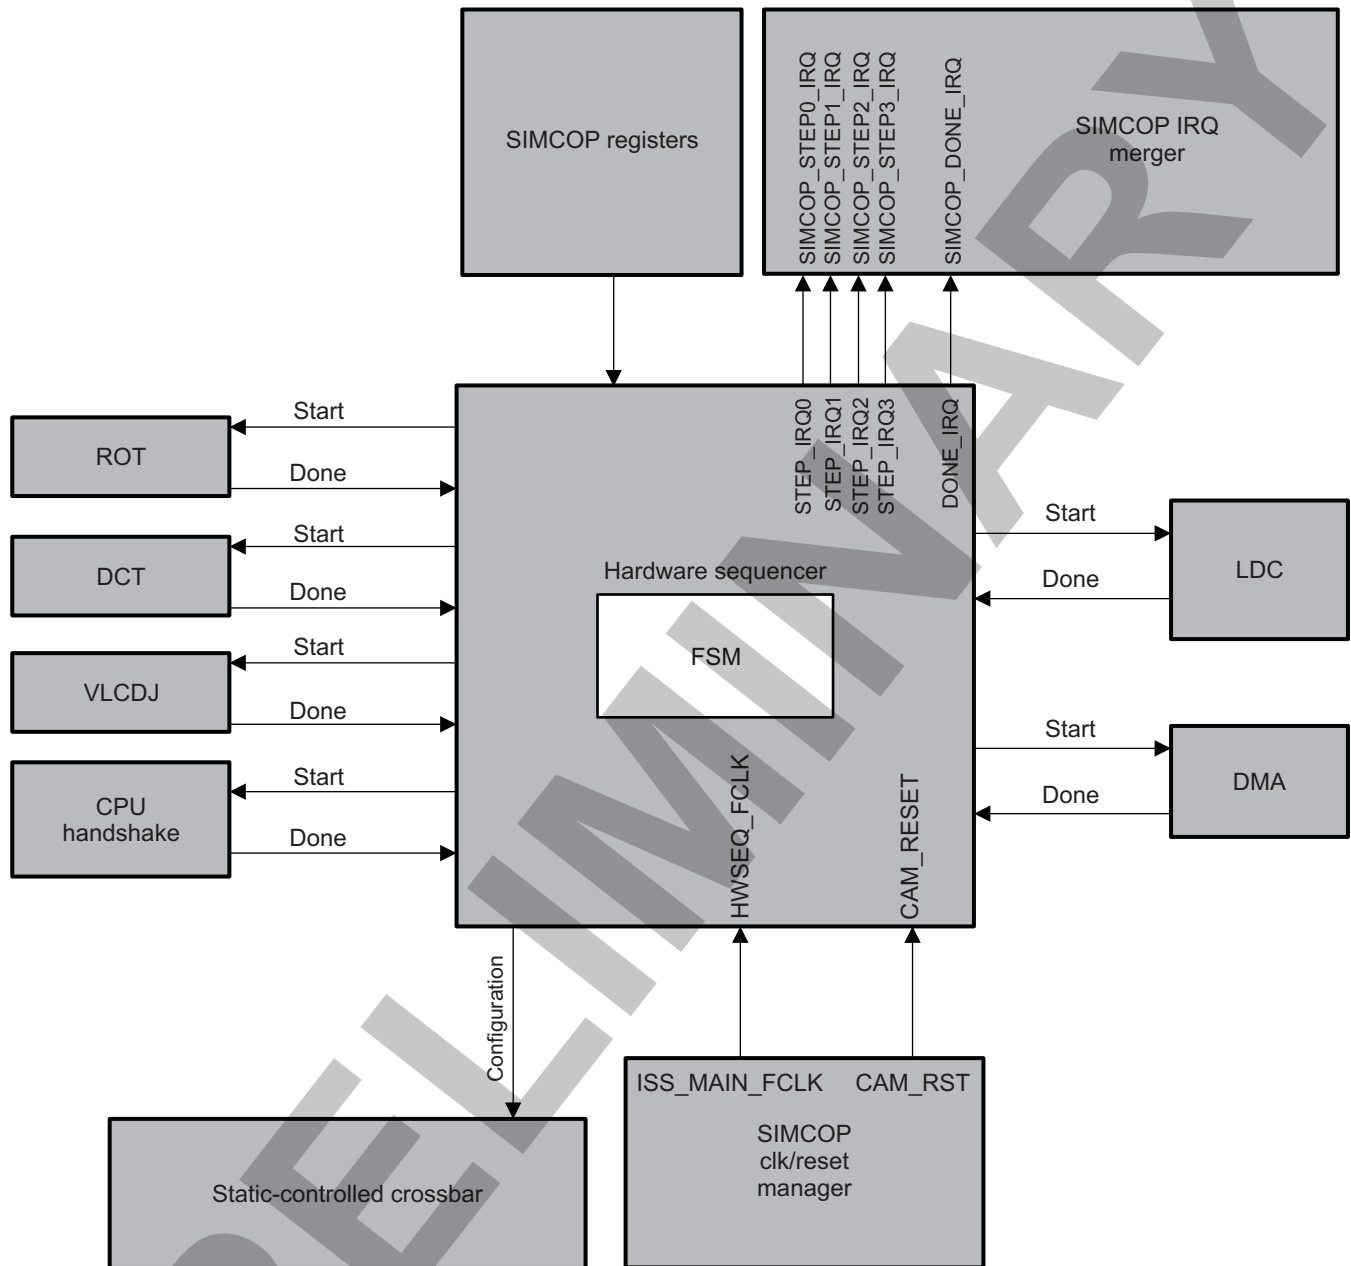 SIMCOP registers
SIMCOP_STEP0_IRQ
SIMCOP_STEP1_IRQ
SIMCOP_STEP2_IRQ
SIMCOP_STEP3_IRQ
SIMCOP_DONE_IRQ
SIMCOP IRQ
merger
STEP_IRQ0
STEP_IRQ1
STEP_IRQ2
STEP_IRQ3
DONE_IRQ
Start
ROT
Done
Start
DCT
Done
Start
VLCDJ
Done
Start
CPU
handshake
Done
Hardware sequencer
FSM
Start
LDC
Done
Start
DMA
Done
HWSEQ_FCLK
CAM_RESET
Configuration
ISS_MAIN_FCLK
CAM_RST
SIMCOP
clk/reset
manager
Static-controlled crossbar
RELIMINARY